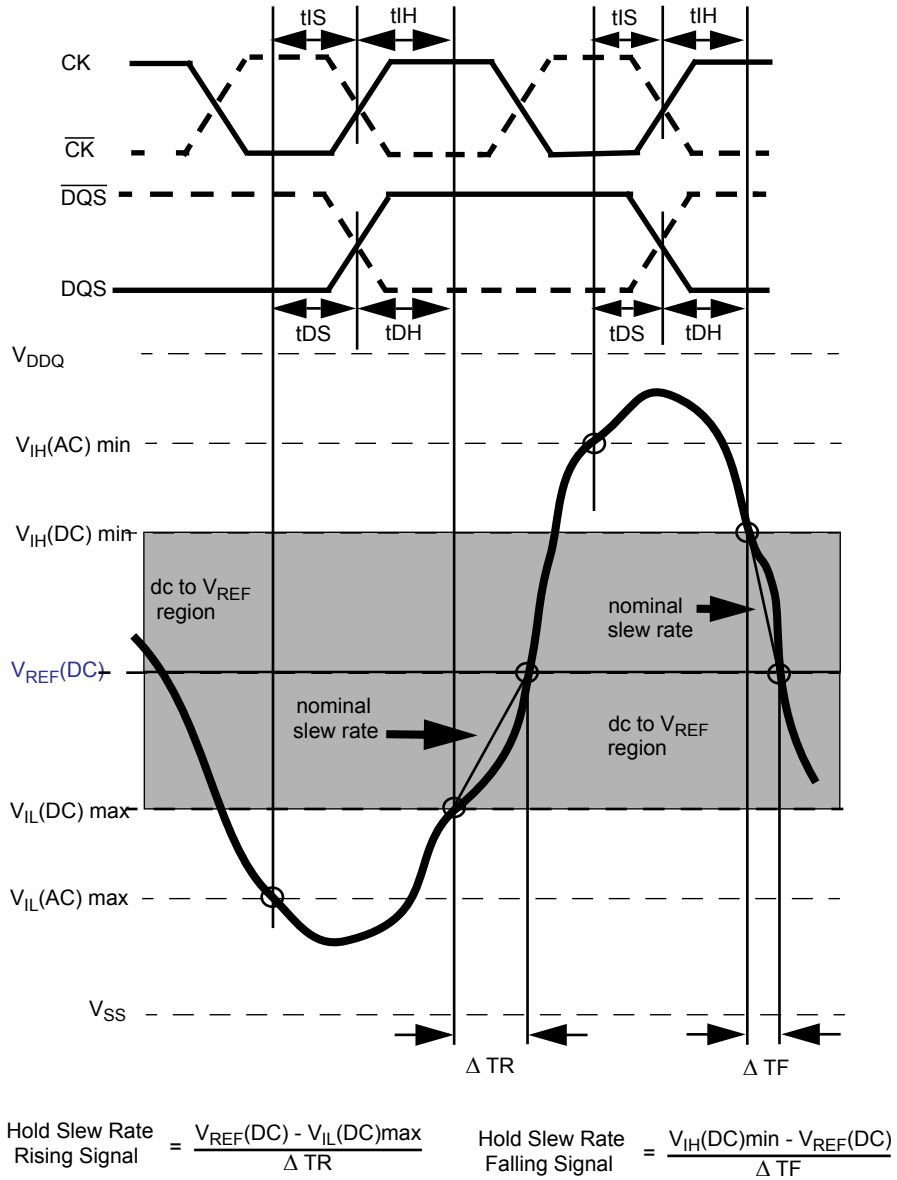 tIS tIH tIS tIH
CK
CK
DQS
DQS
tDS tDH tDS tDH
VDDQ
VIH(AC) min
VIH(DC) min
dc to VREF
region
nominal
slew rate
VREF(DC)
nominal
slew rate
dc to VREF
region
VIL(DC) max
VIL(AC) max
VSS
Δ TR Δ TF
Hold Slew Rate
Rising Signal
=
VREF(DC) - VIL(DC)max
Δ TR
Hold Slew Rate
Falling Signal
=
VIH(DC)min - VREF(DC)
Δ TF